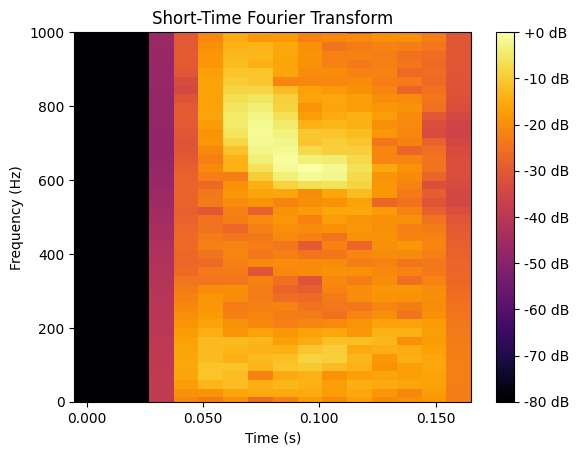 Short-Time Fourier Transform
Frequency (Hz)
1000
800
600
400
200
0
0.000
0.050
0.100
0.150
Time (s)
+0 dB
-10 dB
-20 dB
-30 dB
-40 dB
-50 dB
-60 dB
-70 dB
-80 dB